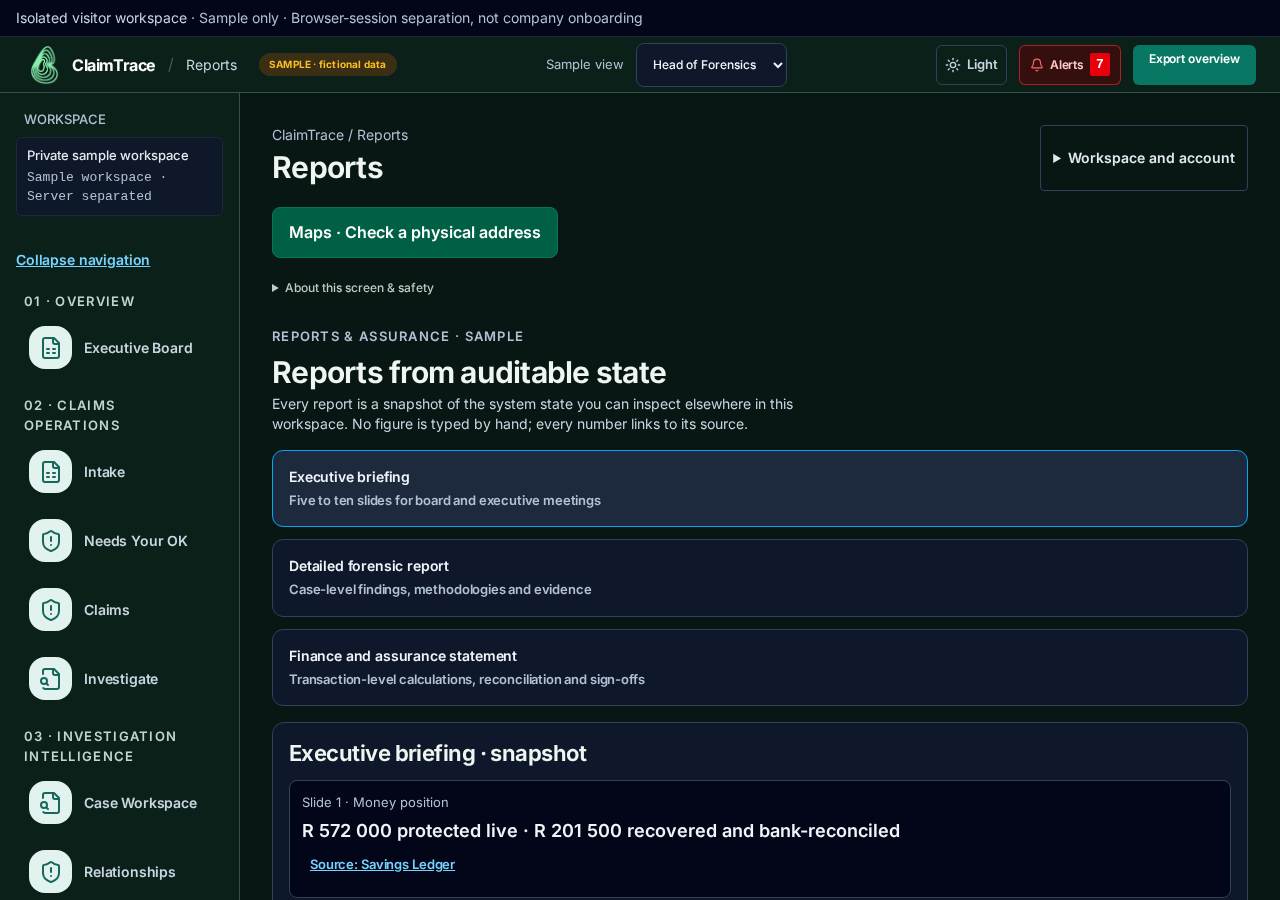 Isolated visitor workspace · Sample only · Browser-session separation, not company onboarding
ClaimTrace / Reports
SAMPLE · fictional data
Sample view
Head of Forensics
Light
Alerts 7
Export overview
WORKSPACE
Private sample workspace
Sample workspace ·
Server separated
Collapse navigation
01 · OVERVIEW
Executive Board
02 · CLAIMS
OPERATIONS
Intake
Needs Your OK
Claims
Investigate
03 · INVESTIGATION
INTELLIGENCE
Case Workspace
Relationships
ClaimTrace / Reports
Reports
Workspace and account
Maps · Check a physical address
About this screen & safety
REPORTS & ASSURANCE · SAMPLE
Reports from auditable state
Every report is a snapshot of the system state you can inspect elsewhere in this
workspace. No figure is typed by hand; every number links to its source.
Executive briefing
Five to ten slides for board and executive meetings
Detailed forensic report
Case-level findings, methodologies and evidence
Finance and assurance statement
Transaction-level calculations, reconciliation and sign-offs
Executive briefing · snapshot
Slide 1 · Money position
R 572 000 protected live · R 201 500 recovered and bank-reconciled
Source: Savings Ledger